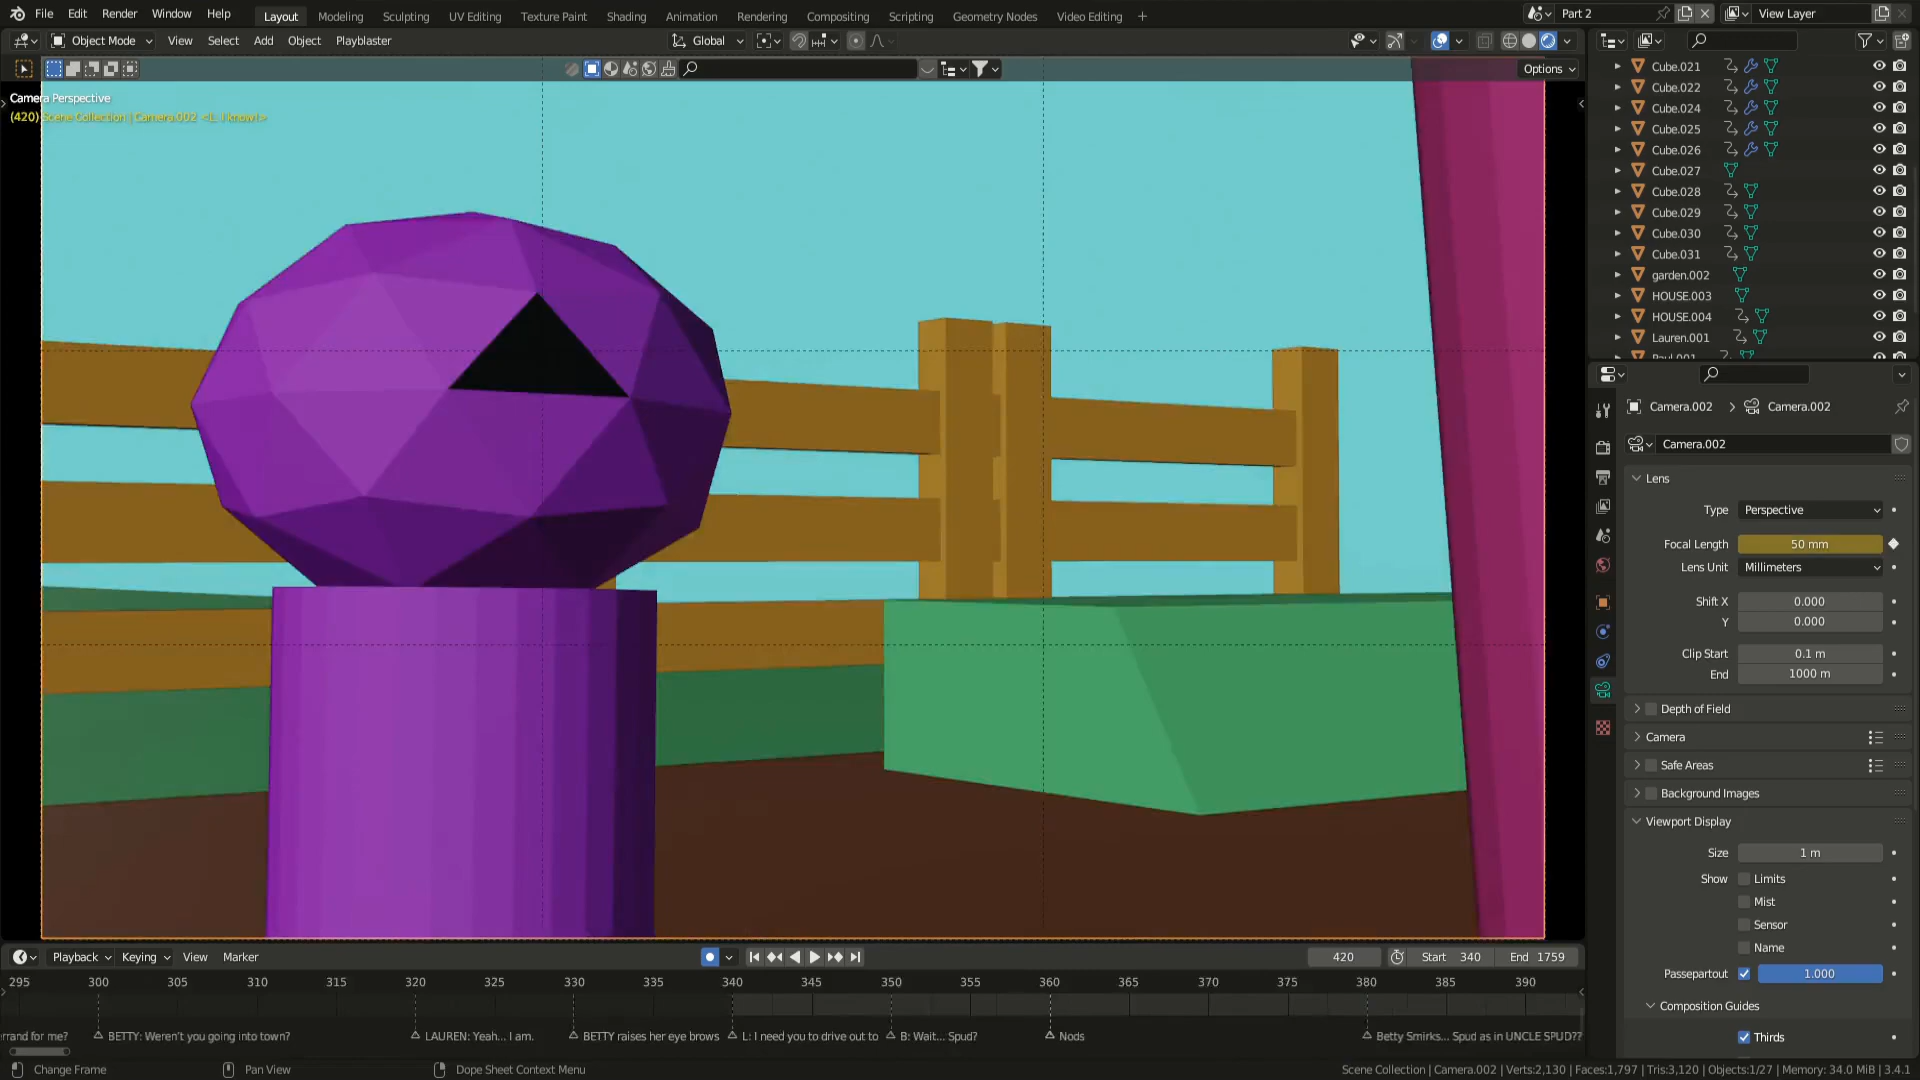 File Edit Render Window Help Layout Modeling Sculpting UV Editing Texture Paint Shading Animation Rendering Compositing Scripting Geometry Nodes Video Editing + Part 2 View Layer
Object Mode View Select Add Object Playblaster Global
Options
Camera Perspective
(420) Scene Collection | Camera.002 <L: I know!>
Cube.021
Cube.022
Cube.024
Cube.025
Cube.026
Cube.027
Cube.028
Cube.029
Cube.030
Cube.031
garden.002
HOUSE.003
HOUSE.004
Lauren.001
Paul.001
Camera.002 > Camera.002
Camera.002
Lens
Type Perspective
Focal Length 50 mm
Lens Unit Millimeters
Shift X 0.000
Y 0.000
Clip Start 0.1 m
End 1000 m
Depth of Field
Camera
Safe Areas
Background Images
Viewport Display
Size 1 m
Show Limits
Mist
Sensor
Name
Passepartout 1.000
Composition Guides
Thirds
Playback Keying View Marker 420 Start 340 End 1759
295 300 305 310 315 320 325 330 335 340 345 350 355 360 365 370 375 380 385 390
rrand for me? BETTY: Weren't you going into town? LAUREN: Yeah... I am. BETTY raises her eye brows L: I need you to drive out to B: Wait... Spud? Nods Betty Smirks... Spud as in UNCLE SPUD??
Change Frame Pan View Dope Sheet Context Menu Scene Collection | Camera.002 | Verts:2,130 | Faces:1,797 | Tris:3,120 | Objects:1/27 | Memory: 34.0 MiB | 3.4.1